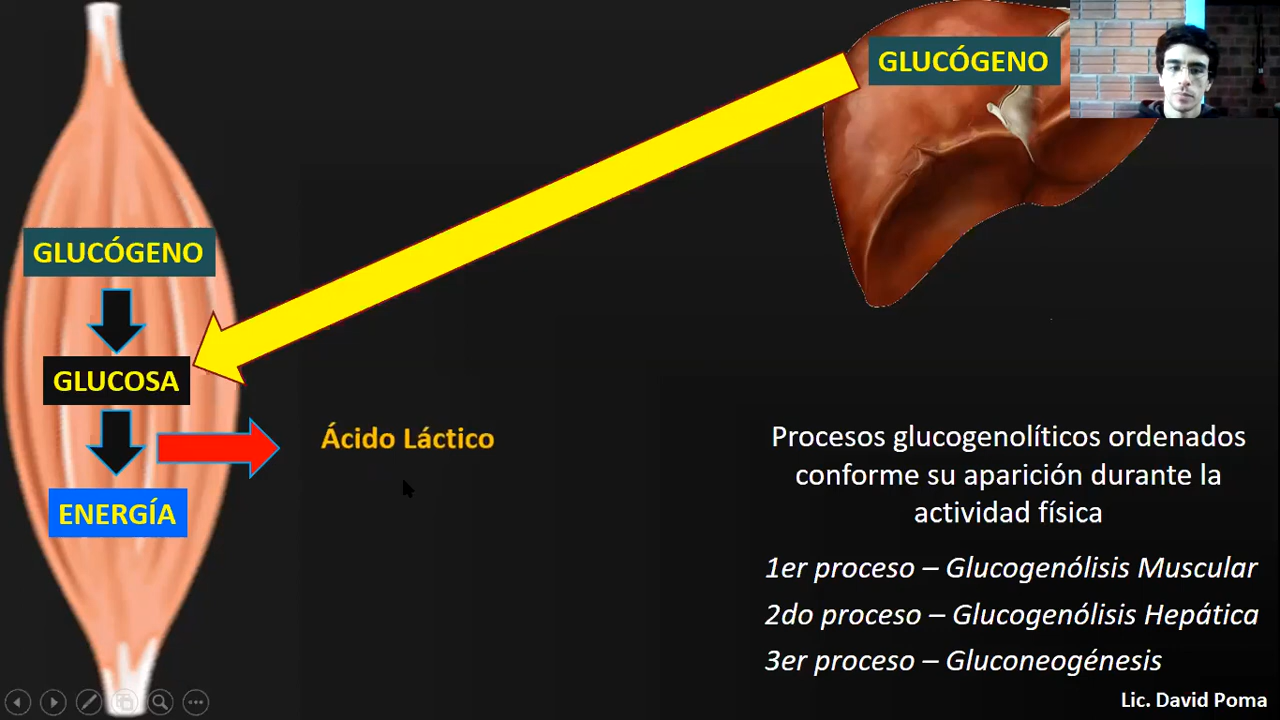 GLUCÓGENO
GLUCÓGENO
GLUCOSA
Ácido Láctico
ENERGÍA
Procesos glucogenolíticos ordenados
conforme su aparición durante la
actividad física
1er proceso – Glucogenólisis Muscular
2do proceso – Glucogenólisis Hepática
3er proceso – Gluconeogénesis
Lic. David Poma